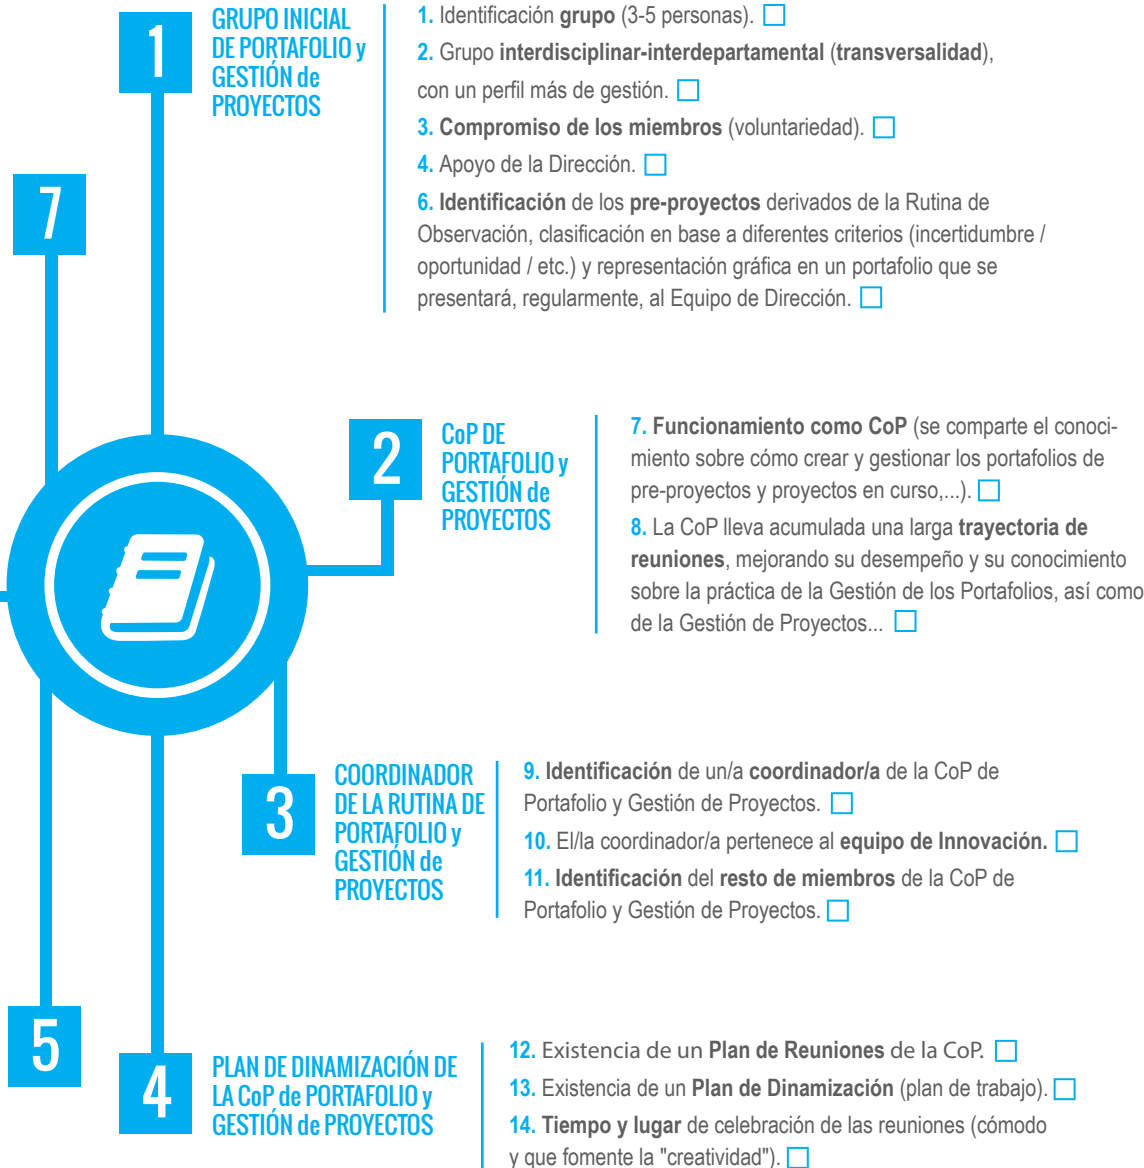 1
GRUPO INICIAL
DE PORTAFOLIO y
GESTIÓN de
PROYECTOS
1. Identificación grupo (3-5 personas).
2. Grupo interdisciplinar-interdepartamental (transversalidad),
con un perfil más de gestión.
3. Compromiso de los miembros (voluntariedad).
4. Apoyo de la Dirección.
6. Identificación de los pre-proyectos derivados de la Rutina de
Observación, clasificación en base a diferentes criterios (incertidumbre /
oportunidad / etc.) y representación gráfica en un portafolio que se
presentará, regularmente, al Equipo de Dirección.
7
2
CoP DE
PORTAFOLIO y
GESTIÓN de
PROYECTOS
7. Funcionamiento como CoP (se comparte el conoci-
miento sobre cómo crear y gestionar los portafolios de
pre-proyectos y proyectos en curso,...).
8. La CoP lleva acumulada una larga trayectoria de
reuniones, mejorando su desempeño y su conocimiento
sobre la práctica de la Gestión de los Portafolios, así como
de la Gestión de Proyectos...
3
COORDINADOR
DE LA RUTINA DE
PORTAFOLIO y
GESTIÓN de
PROYECTOS
9. Identificación de un/a coordinador/a de la CoP de
Portafolio y Gestión de Proyectos.
10. El/la coordinador/a pertenece al equipo de Innovación.
11. Identificación del resto de miembros de la CoP de
Portafolio y Gestión de Proyectos.
5
4
PLAN DE DINAMIZACIÓN DE
LA CoP de PORTAFOLIO y
GESTIÓN de PROYECTOS
12. Existencia de un Plan de Reuniones de la CoP.
13. Existencia de un Plan de Dinamización (plan de trabajo).
14. Tiempo y lugar de celebración de las reuniones (cómodo
y que fomente la "creatividad").